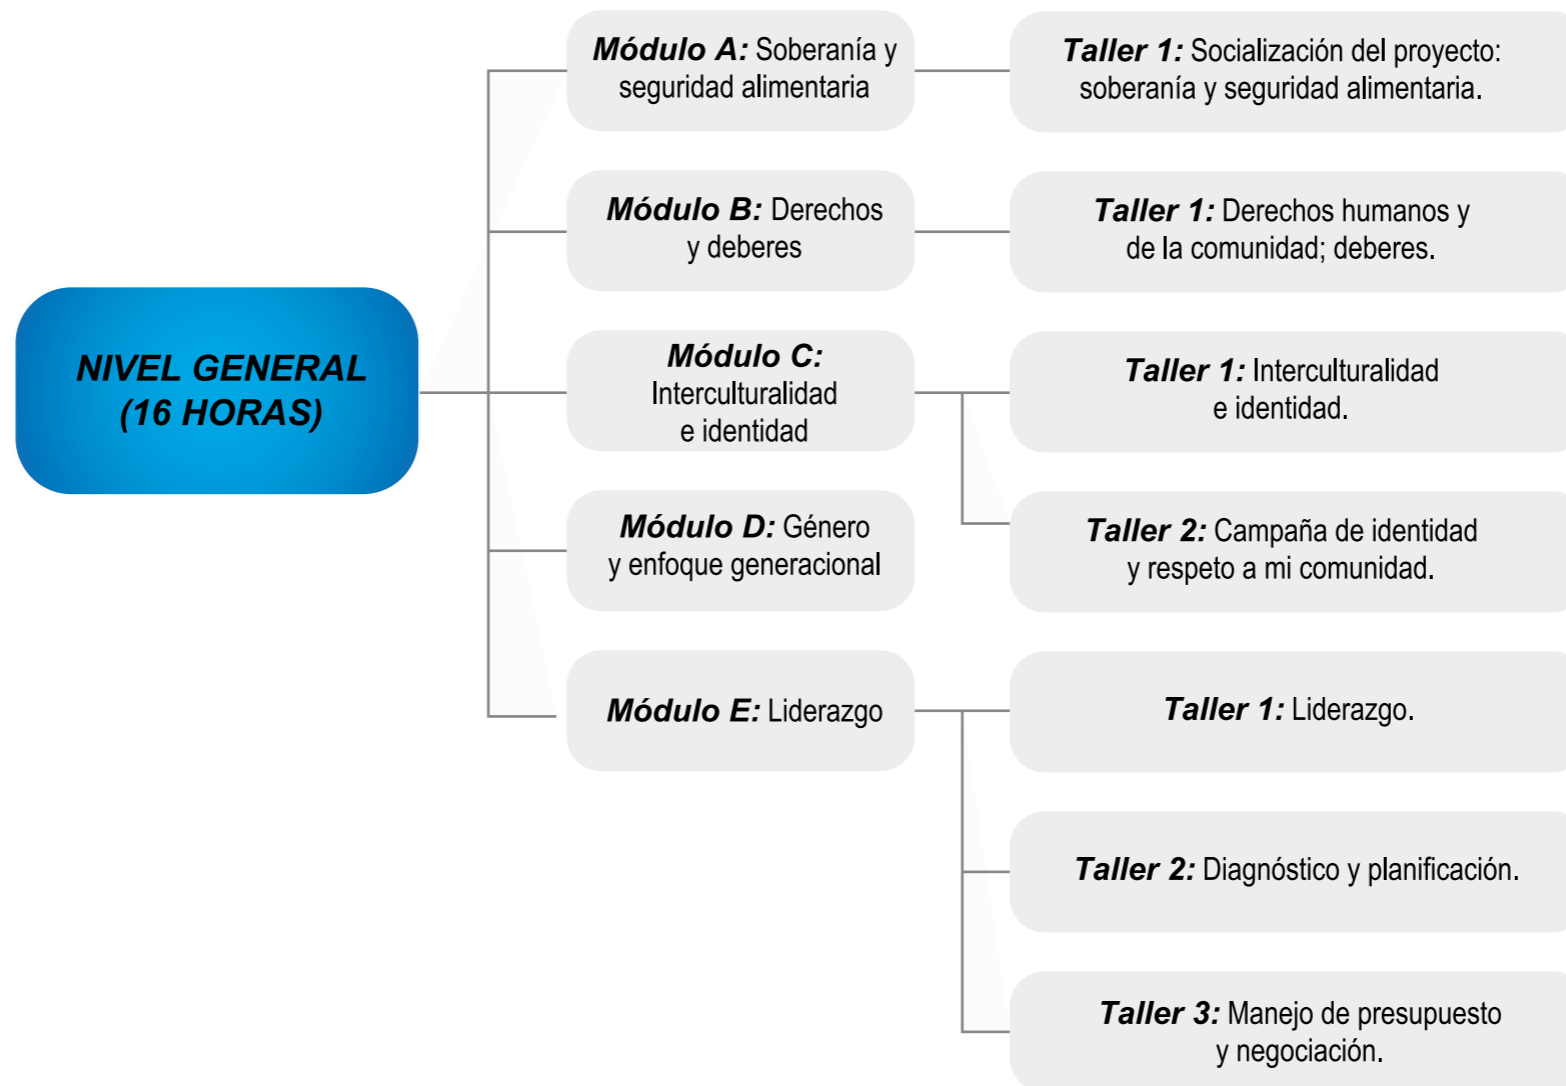 NIVEL GENERAL
(16 HORAS)
Módulo A: Soberanía y
seguridad alimentaria
Taller 1: Socialización del proyecto:
soberanía y seguridad alimentaria.
Módulo B: Derechos
y deberes
Taller 1: Derechos humanos y
de la comunidad; deberes.
Módulo C:
Interculturalidad
e identidad
Taller 1: Interculturalidad
e identidad.
Taller 2: Campaña de identidad
y respeto a mi comunidad.
Módulo D: Género
y enfoque generacional
Módulo E: Liderazgo
Taller 1: Liderazgo.
Taller 2: Diagnóstico y planificación.
Taller 3: Manejo de presupuesto
y negociación.